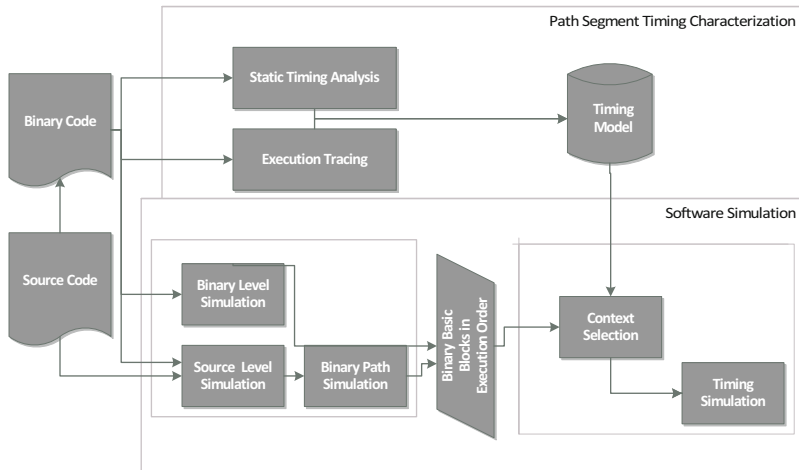 Path Segment Timing Characterization
Static Timing Analysis
Binary Code
Timing
Model
Execution Tracing
Software Simulation
Source Code
Binary Level
Simulation
Source Level
Simulation
Binary Path
Simulation
Binary Basic
Blocks in
Execution Order
Context
Selection
Timing
Simulation